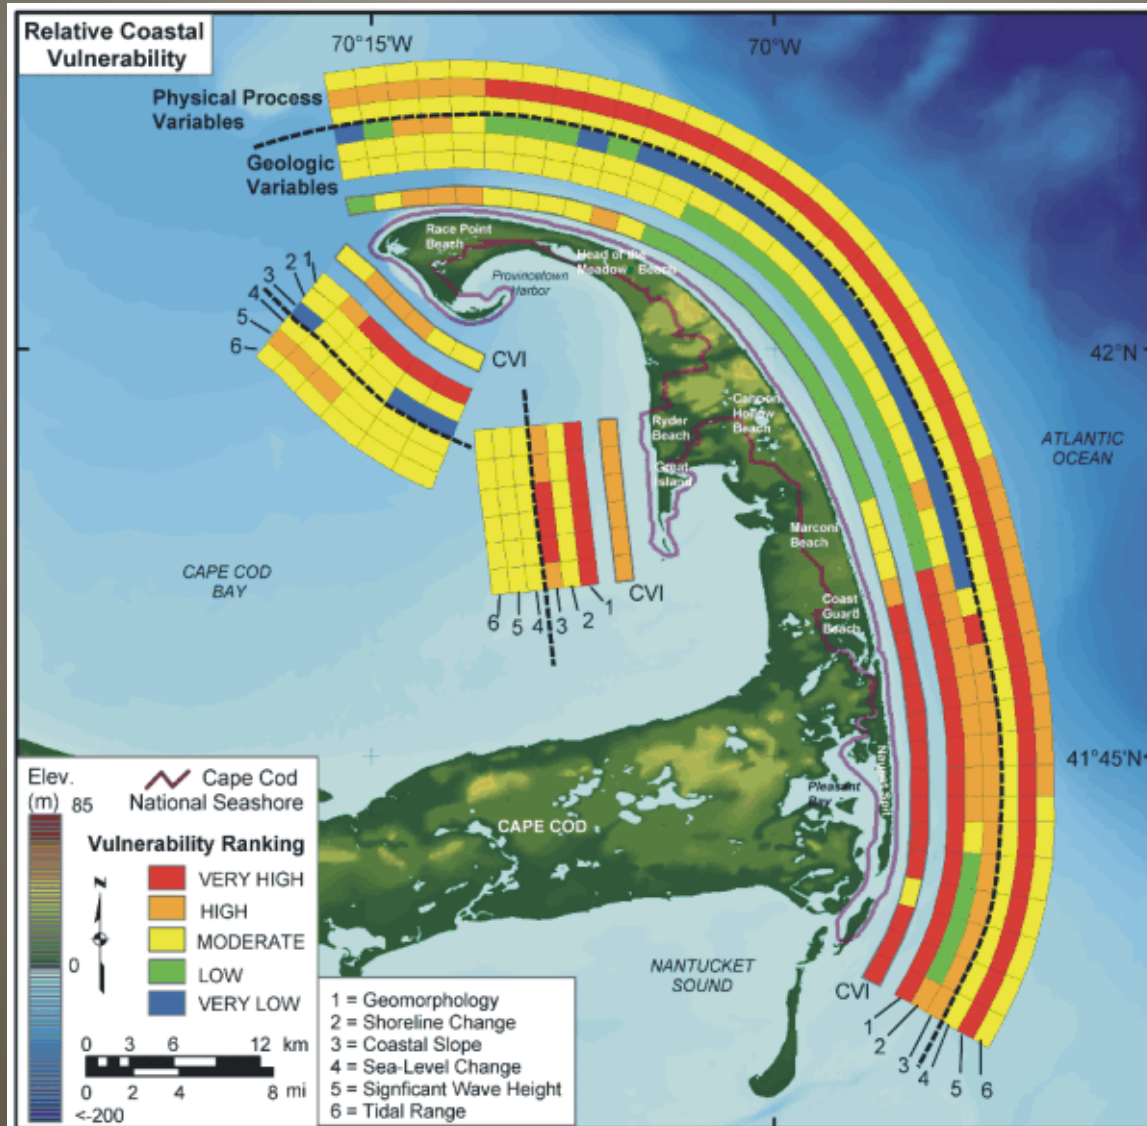 Relative Coastal
Vulnerability
70°15'W
70°W
Physical Process
Variables
Geologic
Variables
Race Point
Beach
Head of the
Meadow Beach
Provincetown
Harbor
3 2 1
4
5
6
CVI
42°N
Cahoon
Hollow
Beach
Ryder
Beach
Great
Island
ATLANTIC
OCEAN
Marconi
Beach
CAPE COD
BAY
CVI
6 5 4 3 2 1
Coast
Guard
Beach
41°45'N
Nauset Spit
Pleasant
Bay
CAPE COD
NANTUCKET
SOUND
CVI
1
2
3
4
5
6
Elev.
(m) 85
0
<-200
Cape Cod
National Seashore
Vulnerability Ranking
VERY HIGH
HIGH
MODERATE
LOW
VERY LOW
N
0 3 6 12 km
0 2 4 8 mi
1 = Geomorphology
2 = Shoreline Change
3 = Coastal Slope
4 = Sea-Level Change
5 = Signficant Wave Height
6 = Tidal Range